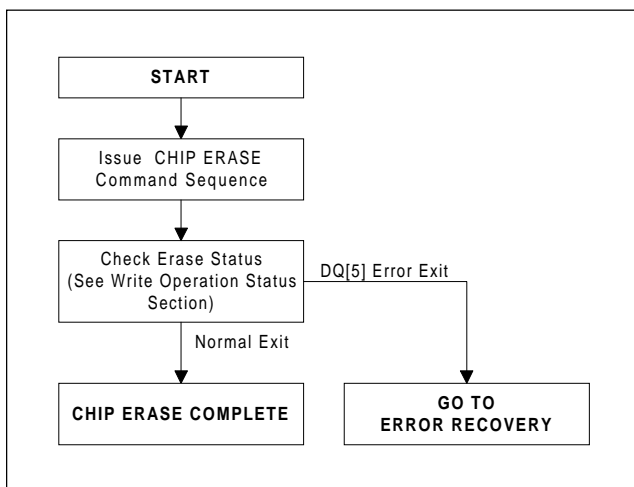 START
Issue CHIP ERASE
Command Sequence
Check Erase Status
(See Write Operation Status
Section)
DQ[5] Error Exit
Normal Exit
CHIP ERASE COMPLETE
GO TO
ERROR RECOVERY